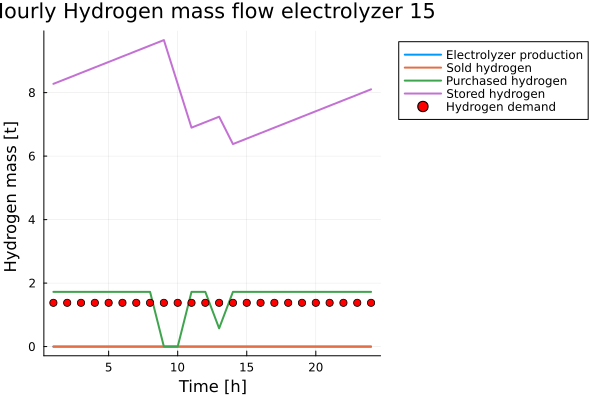 ourly Hydrogen mass flow electrolyzer 15
Electrolyzer production
Sold hydrogen
Purchased hydrogen
Stored hydrogen
Hydrogen demand
Hydrogen mass [t]
8
6
4
2
0
5 10 15 20
Time [h]